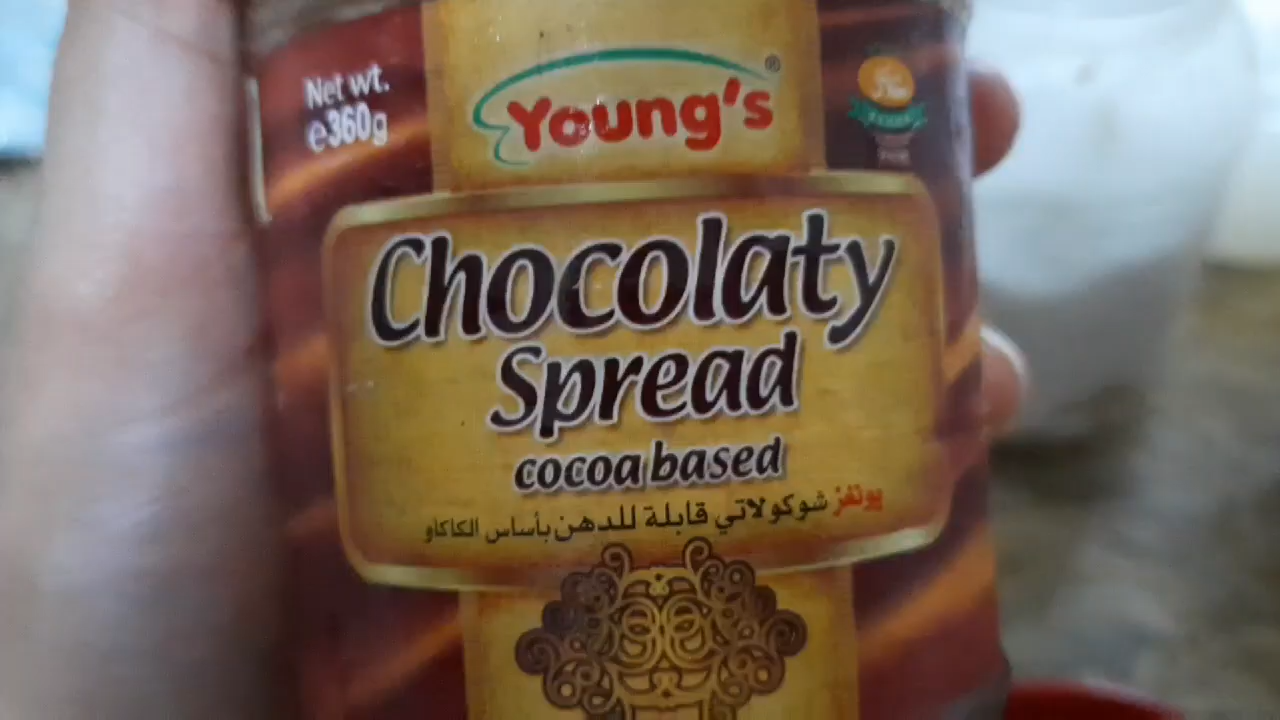 Net wt.
e360g
Young's®
Chocolaty
Spread
cocoa based
يونغز شوكولاتي قابلة للدهن بأساس الكاكاو